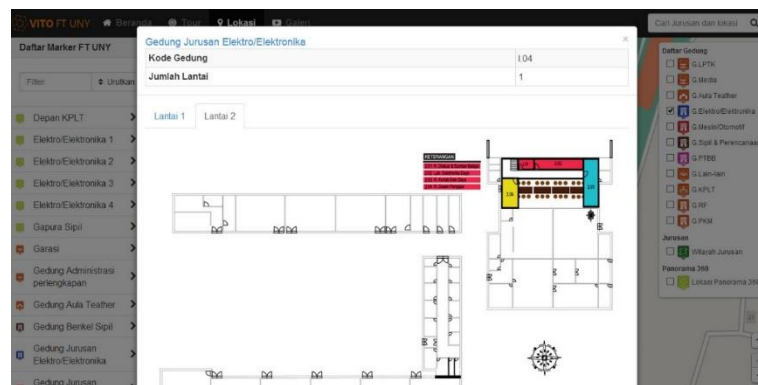 VITO FT UNY
Beranda
Tour
Lokasi
Galeri
Cari Jurusan dan lokasi
Daftar Marker FT UNY
Filter
Urutkan
Depan KPLT
Elektro/Elektronika 1
Elektro/Elektronika 2
Elektro/Elektronika 3
Elektro/Elektronika 4
Gapura Sipil
Garasi
Gedung Administrasi
perlengkapan
Gedung Aula Teather
Gedung Benkel Sipil
Gedung Jurusan
Elektro/Elektronika
Gedung Jurusan
Gedung Jurusan Elektro/Elektronika
×
Kode Gedung
I.04
Jumlah Lantai
1
Lantai 1
Lantai 2
KETERANGAN
Daftar Gedung
G.LPTK
G.Media
G.Aula Teather
G.Elektro/Elektronika
G.Mesin/Otomotif
G.Sipil & Perencanaan
G.PTBB
G.Lain-lain
G.KPLT
G.RF
G.PKM
Jurusan
Wilayah Jurusan
Panorama 360
Lokasi Panorama 360